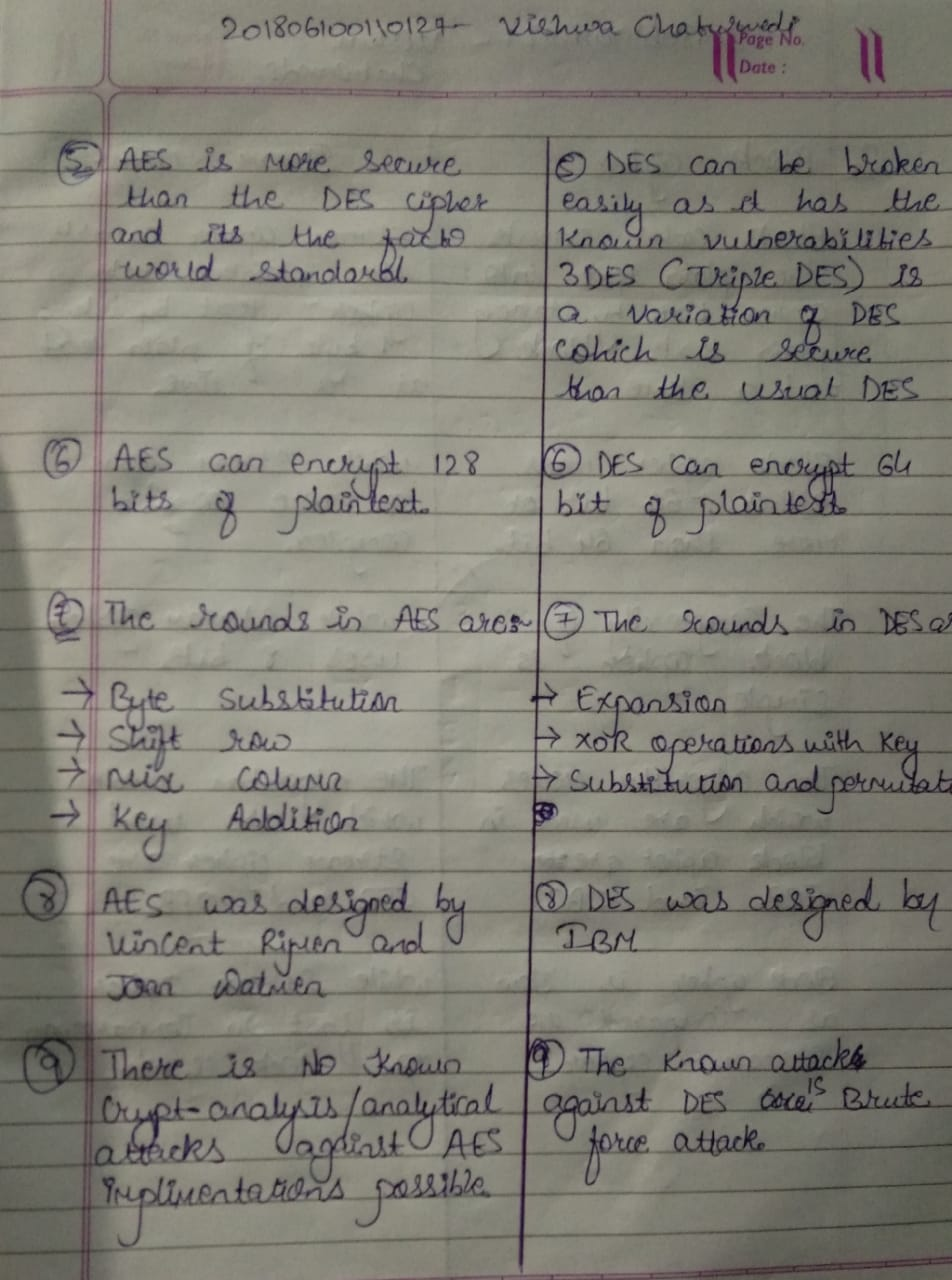 201806100110127- Vishwa Chaturvedi
Page No.
Date :
⑤ AES is more secure
than the DES cipher
and its the facto
world standard
⑤ DES can be broken
easily as it has the
known vulnerabilities
3DES (Triple DES) is
a variation of DES
which is secure
than the usual DES
⑥ AES can encrypt 128
bits of plaintext.
⑥ DES can encrypt 64
bit of plaintext
⑦ The rounds in AES are:-
→ Byte Substitution
→ Shift row
→ Mix Column
→ Key Addition
⑦ The rounds in DES ar
→ Expansion
→ XOR operations with Key
→ Substitution and permutati
⑧ AES was designed by
Vincent Rijmen and
Joan Dalmen
⑧ DES was designed by
IBM
⑨ There is No Known
Crypt-analysis/analytical
attacks against AES
implimentations possible.
⑨ The Known attacks
against DES is Brute
force attack.